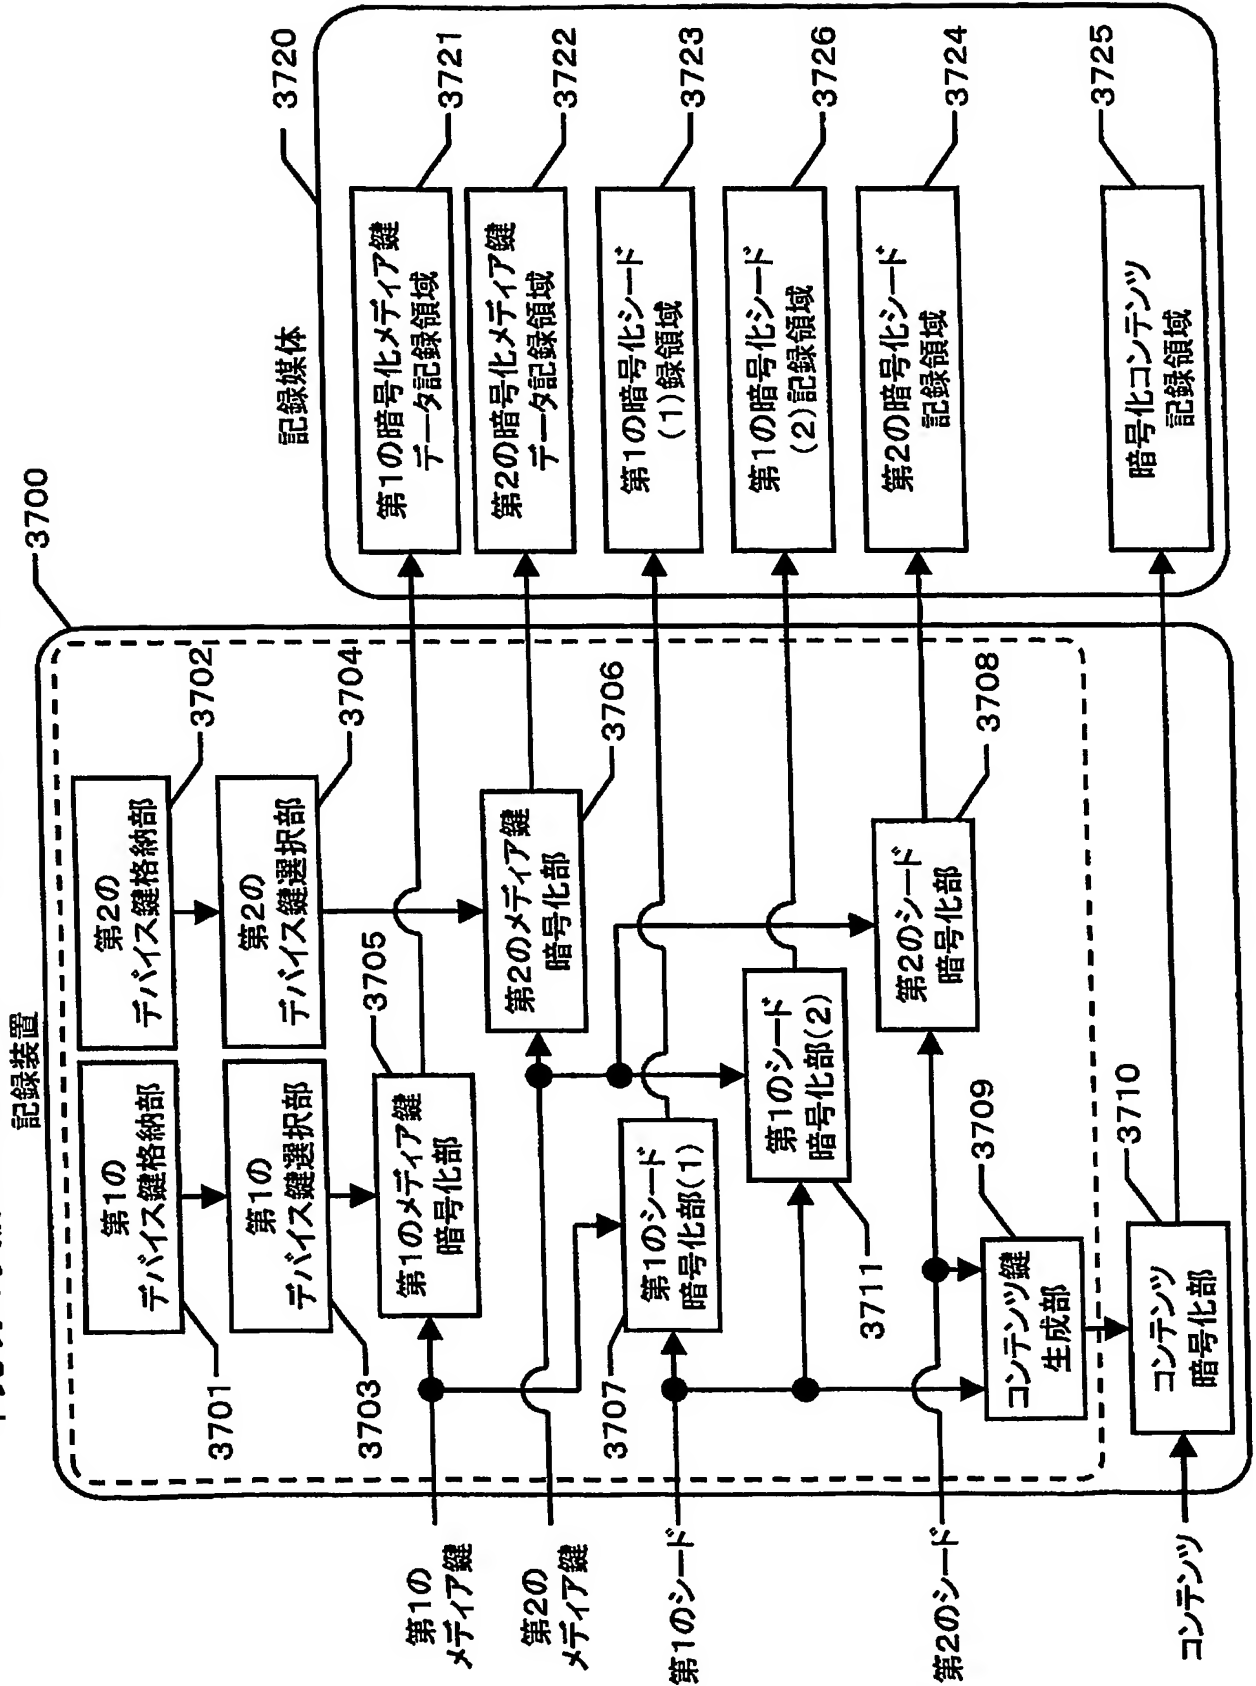 記録装置
3700
第1の
デバイス鍵格納部
3701
第2の
デバイス鍵格納部
3702
第1の
デバイス鍵選択部
3703
第2の
デバイス鍵選択部
3704
第1のメディア鍵
暗号化部
3705
第2のメディア鍵
暗号化部
3706
第1のシード
暗号化部(1)
3707
第1のシード
暗号化部(2)
3711
第2のシード
暗号化部
3708
コンテンツ鍵
生成部
3709
コンテンツ
暗号化部
3710
第1の
メディア鍵
第2の
メディア鍵
第1のシード
第2のシード
コンテンツ
記録媒体
3720
第1の暗号化メディア鍵
データ記録領域
3721
第2の暗号化メディア鍵
データ記録領域
3722
第1の暗号化シード
(1)録領域
3723
第1の暗号化シード
(2)記録領域
3726
第2の暗号化シード
記録領域
3724
暗号化コンテンツ
記録領域
3725